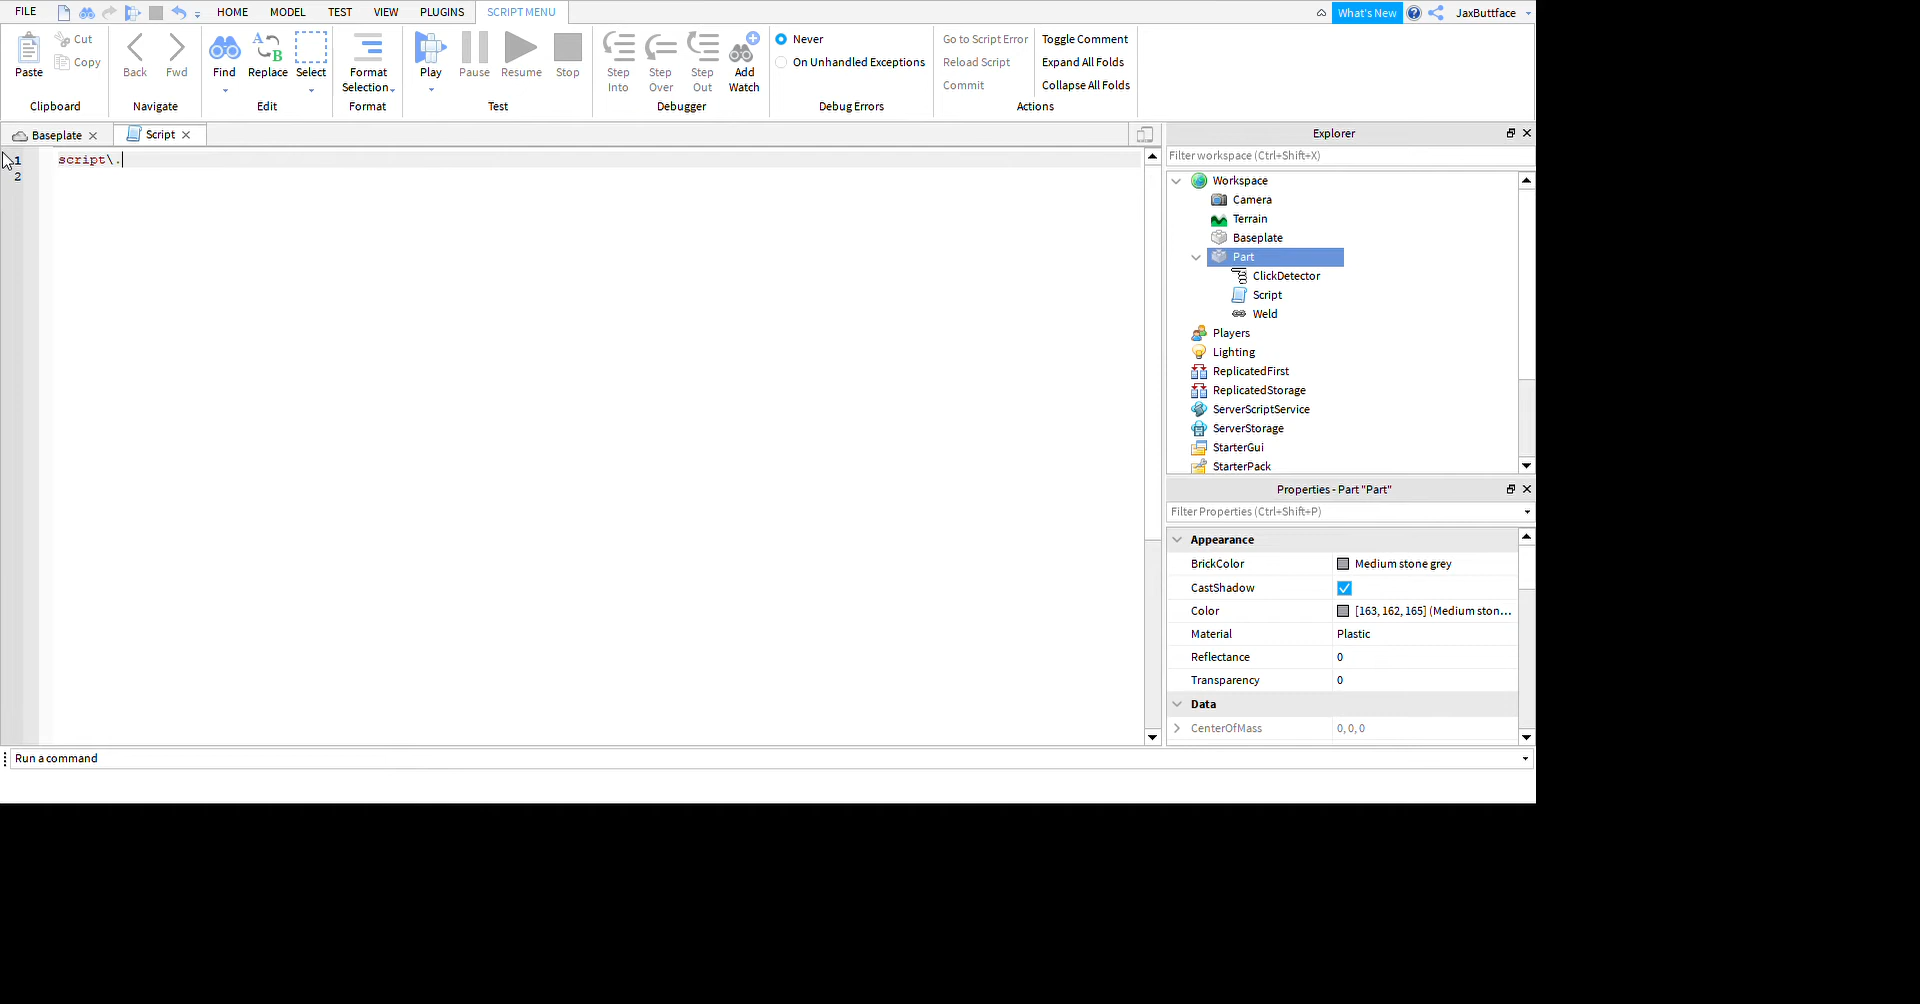 FILE HOME MODEL TEST VIEW PLUGINS SCRIPT MENU What's New JaxButtface
Paste Cut Copy Back Fwd Find Replace Select Format Selection Play Pause Resume Stop Step Into Step Over Step Out Add Watch
Never
On Unhandled Exceptions
Go to Script Error
Reload Script
Commit
Toggle Comment
Expand All Folds
Collapse All Folds
Clipboard Navigate Edit Format Test Debugger Debug Errors Actions
Baseplate Script
1 script\.
2
Explorer
Filter workspace (Ctrl+Shift+X)
Workspace
Camera
Terrain
Baseplate
Part
ClickDetector
Script
Weld
Players
Lighting
ReplicatedFirst
ReplicatedStorage
ServerScriptService
ServerStorage
StarterGui
StarterPack
Properties - Part "Part"
Filter Properties (Ctrl+Shift+P)
Appearance
BrickColor Medium stone grey
CastShadow
Color [163, 162, 165] (Medium ston...
Material Plastic
Reflectance 0
Transparency 0
Data
CenterOfMass 0, 0, 0
Run a command